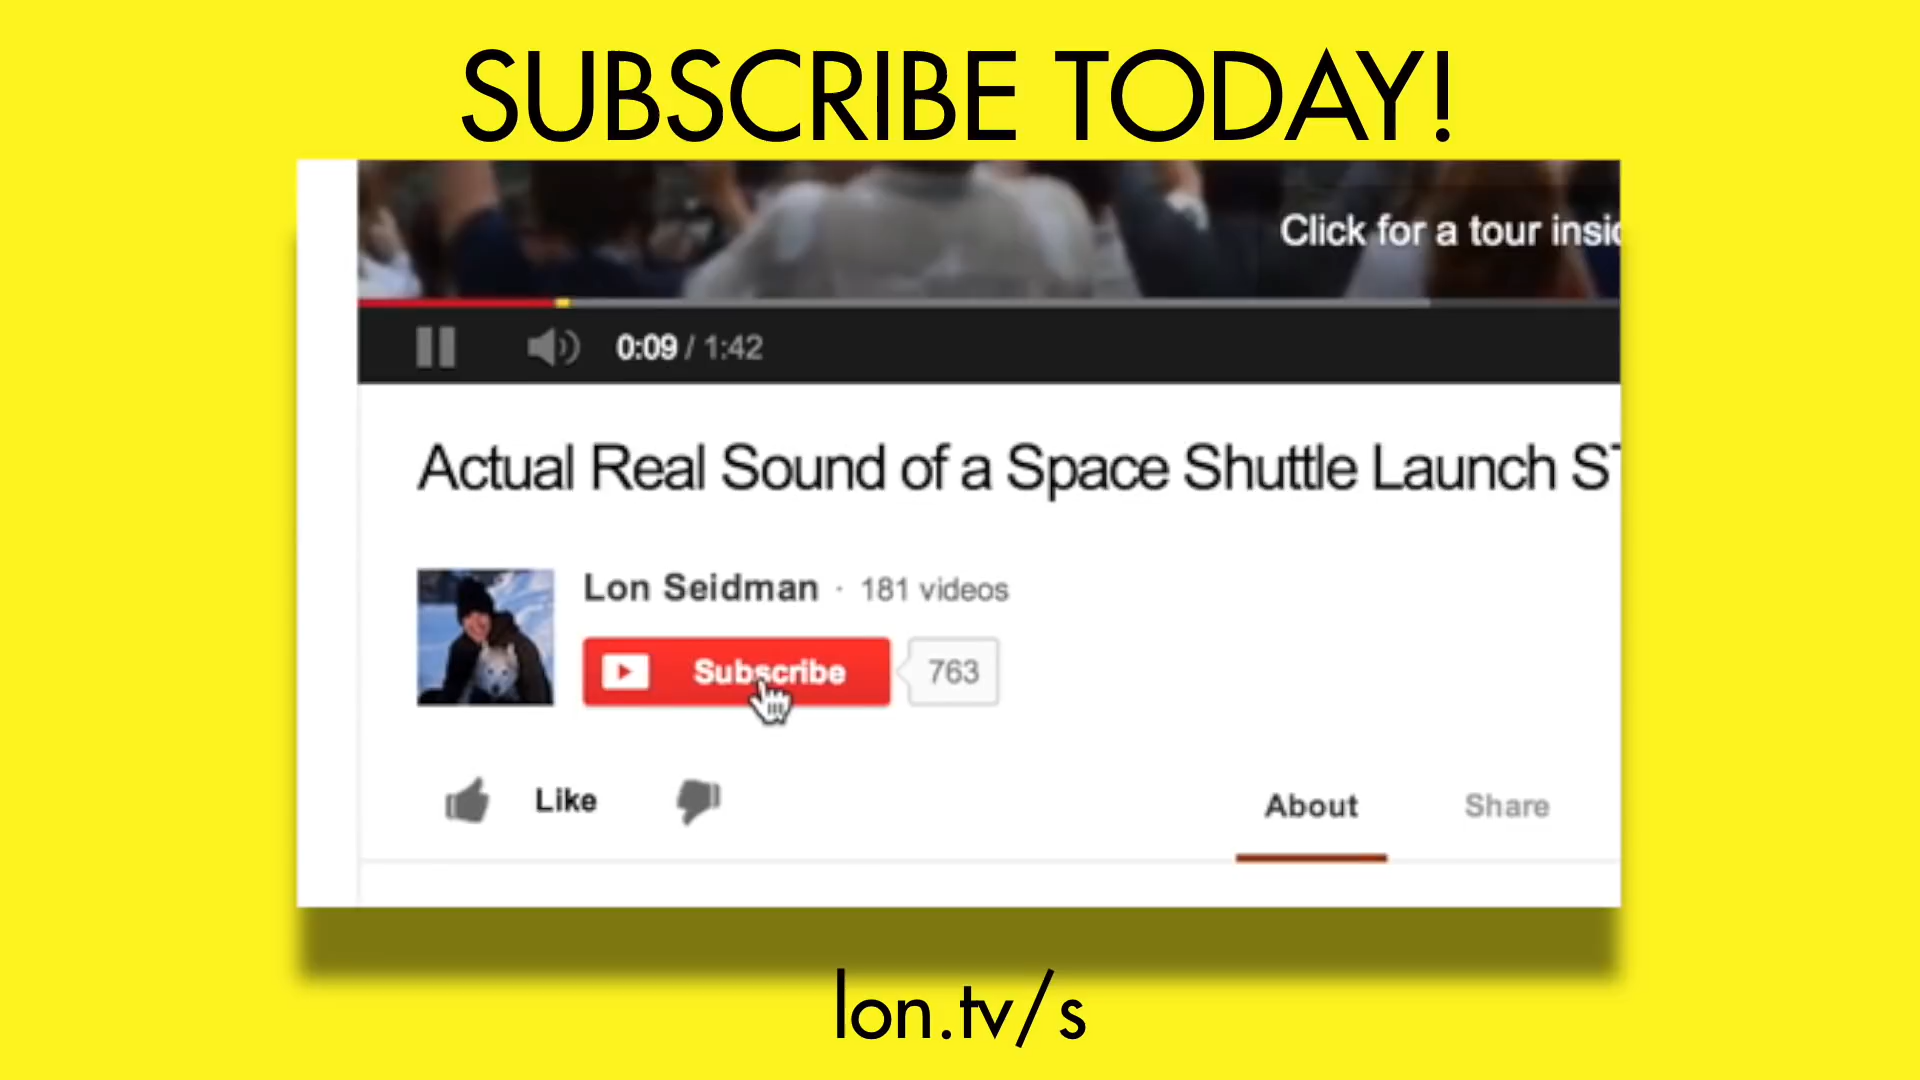 SUBSCRIBE TODAY!
Click for a tour
0:09 / 1:42
Actual Real Sound of a Space Shuttle Launch
Lon Seidman · 181 videos
Subscribe 763
Like
About Share
lon.tv/s